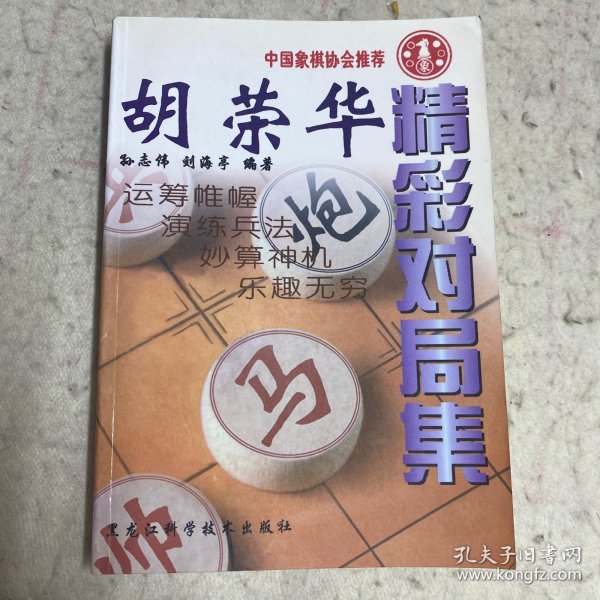 中国象棋协会推荐
象
胡荣华
精彩对局集
孙志伟 刘海亭 编著
运筹帷幄
演练兵法
妙算神机
乐趣无穷
炮
马
帅
黑龙江科学技术出版社
孔夫子旧书网
www.kongfz.com